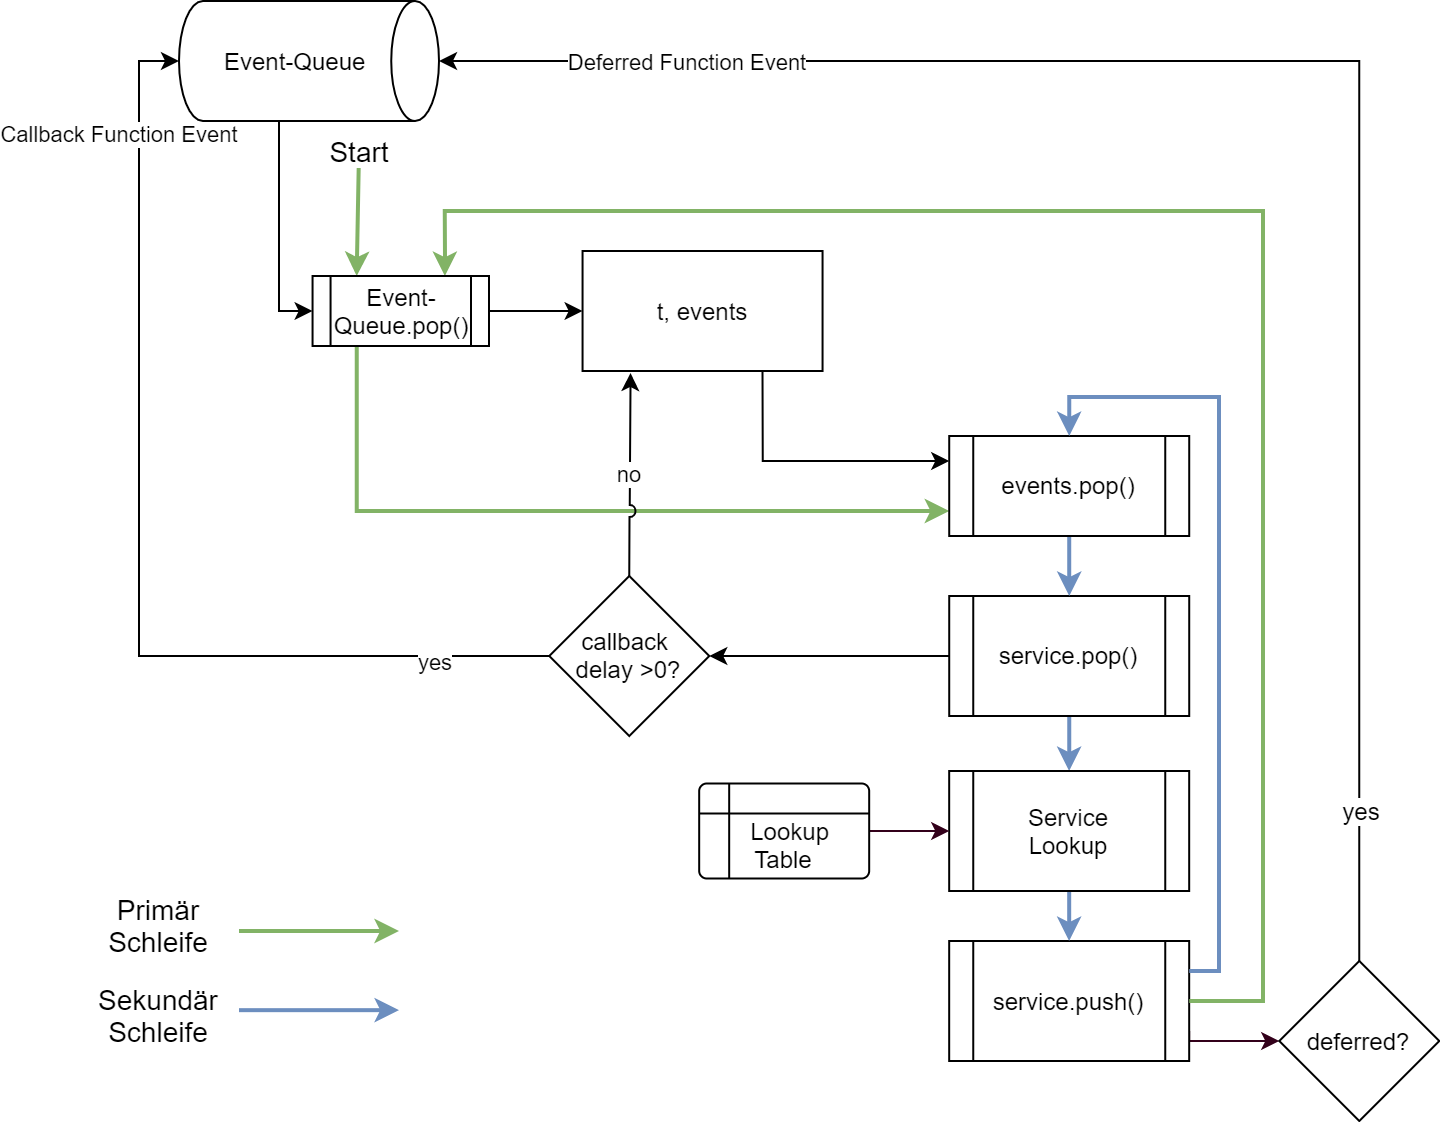 Event-Queue
Deferred Function Event
Callback Function Event
Start
Event-
Queue.pop()
t, events
no
events.pop()
callback
delay >0?
yes
service.pop()
Service
Lookup
yes
Lookup
Table
Primär
Schleife
Sekundär
Schleife
service.push()
deferred?